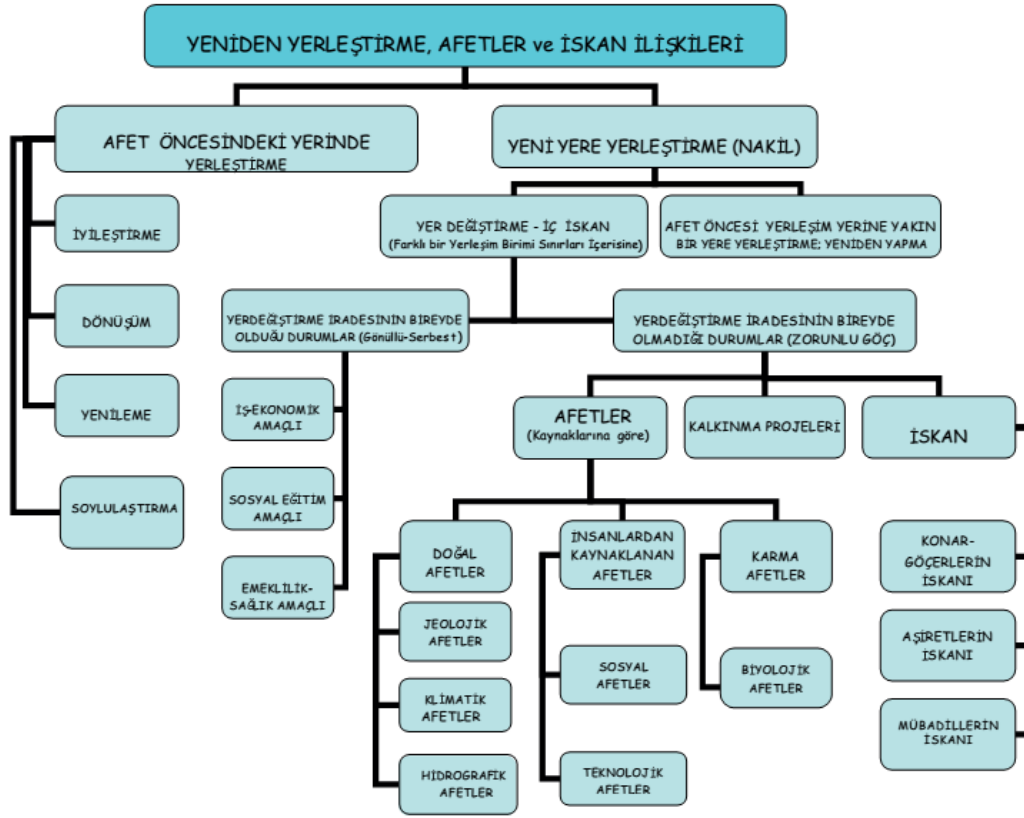 YENİDEN YERLEŞTİRME, AFETLER ve İSKAN İLİŞKİLERİ
AFET ÖNCESİNDEKİ YERİNDE
YERLEŞTİRME
YENİ YERE YERLEŞTİRME (NAKİL)
İYİLEŞTİRME
DÖNÜŞÜM
YENİLEME
SOYLULAŞTIRMA
YER DEĞİŞTİRME - İÇ İSKAN
(Farklı bir Yerleşim Birimi Sınırları İçerisine)
AFET ÖNCESİ YERLEŞİM YERİNE YAKIN
BİR YERE YERLEŞTİRME; YENİDEN YAPMA
YERDEĞİŞTİRME İRADESİNİN BİREYDE
OLDUĞU DURUMLAR (Gönüllü-Serbest)
YERDEĞİŞTİRME İRADESİNİN BİREYDE
OLMADIĞI DURUMLAR (ZORUNLU GÖÇ)
İŞ-EKONOMİK
AMAÇLI
SOSYAL EĞİTİM
AMAÇLI
EMEKLİLİK-
SAĞLIK AMAÇLI
AFETLER
(Kaynaklarına göre)
KALKINMA PROJELERİ
İSKAN
DOĞAL
AFETLER
JEOLOJİK
AFETLER
KLİMATİK
AFETLER
HİDROGRAFİK
AFETLER
İNSANLARDAN
KAYNAKLANAN
AFETLER
SOSYAL
AFETLER
TEKNOLOJİK
AFETLER
KARMA
AFETLER
BİYOLOJİK
AFETLER
KONAR-
GÖÇERLERİN
İSKANI
AŞİRETLERİN
İSKANI
MÜBADİLLERİN
İSKANI